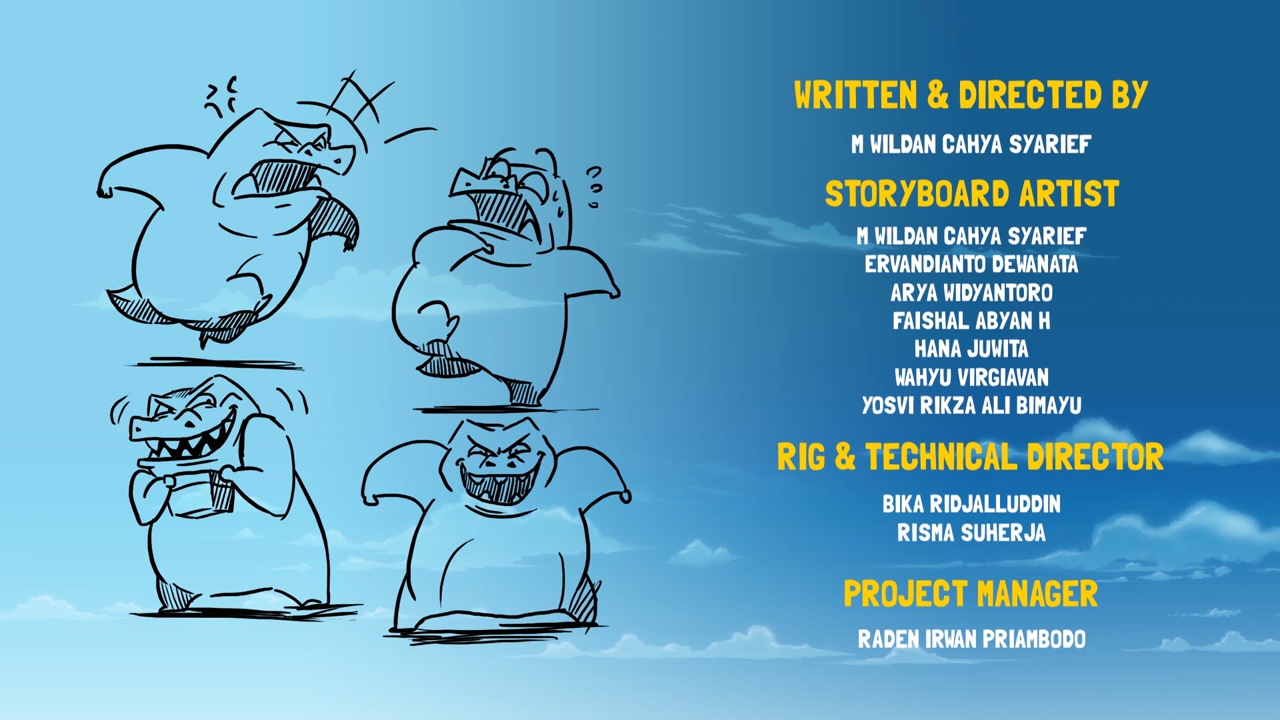 WRITTEN & DIRECTED BY
M WILDAN CAHYA SYARIEF
STORYBOARD ARTIST
M WILDAN CAHYA SYARIEF
ERVANDIANTO DEWANATA
ARYA WIDYANTORO
FAISHAL ABYAN H
HANA JUWITA
WAHYU VIRGIAVAN
YOSVI RIKZA ALI BIMAYU
RIG & TECHNICAL DIRECTOR
BIKA RIDJALLUDDIN
RISMA SUHERJA
PROJECT MANAGER
RADEN IRWAN PRIAMBODO